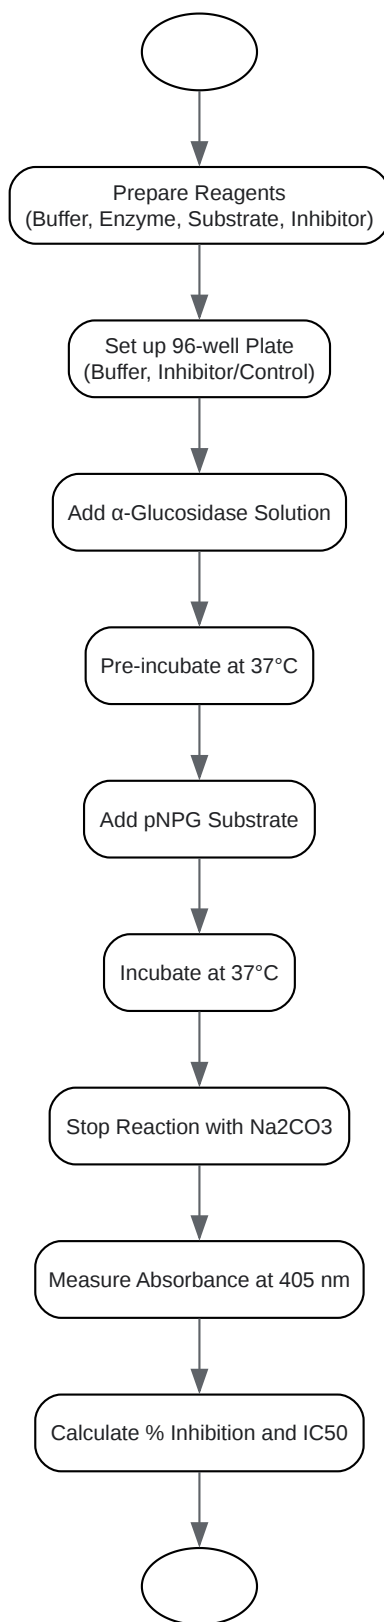 Prepare Reagents
(Buffer, Enzyme, Substrate, Inhibitor)
Set up 96-well Plate
(Buffer, Inhibitor/Control)
Add α-Glucosidase Solution
Pre-incubate at 37°C
Add pNPG Substrate
Incubate at 37°C
Stop Reaction with Na2CO3
Measure Absorbance at 405 nm
Calculate % Inhibition and IC50